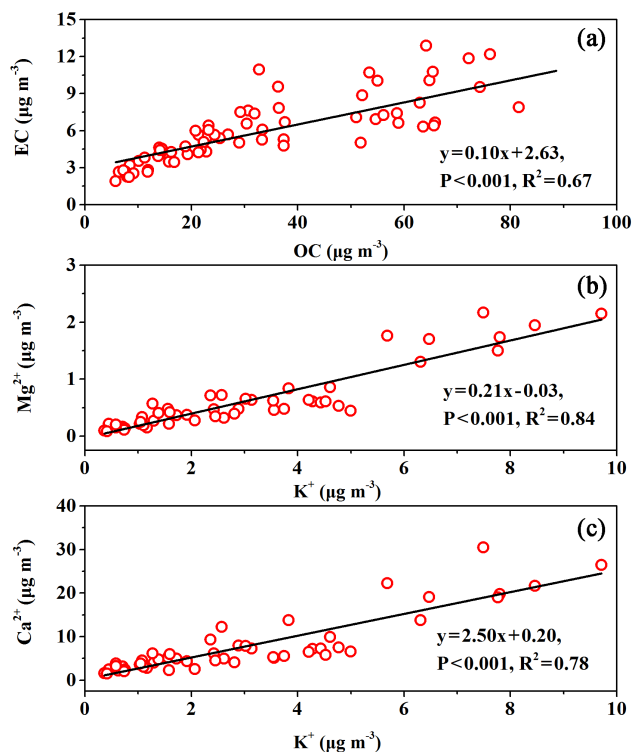 (a)
15
12
9
6
3
0
EC (μg m⁻³)
y=0.10x+2.63,
P<0.001, R²=0.67
0 20 40 60 80 100
OC (μg m⁻³)
(b)
3
2
1
0
Mg²⁺ (μg m⁻³)
y=0.21x-0.03,
P<0.001, R²=0.84
0 2 4 6 8 10
K⁺ (μg m⁻³)
(c)
40
30
20
10
0
Ca²⁺ (μg m⁻³)
y=2.50x+0.20,
P<0.001, R²=0.78
0 2 4 6 8 10
K⁺ (μg m⁻³)